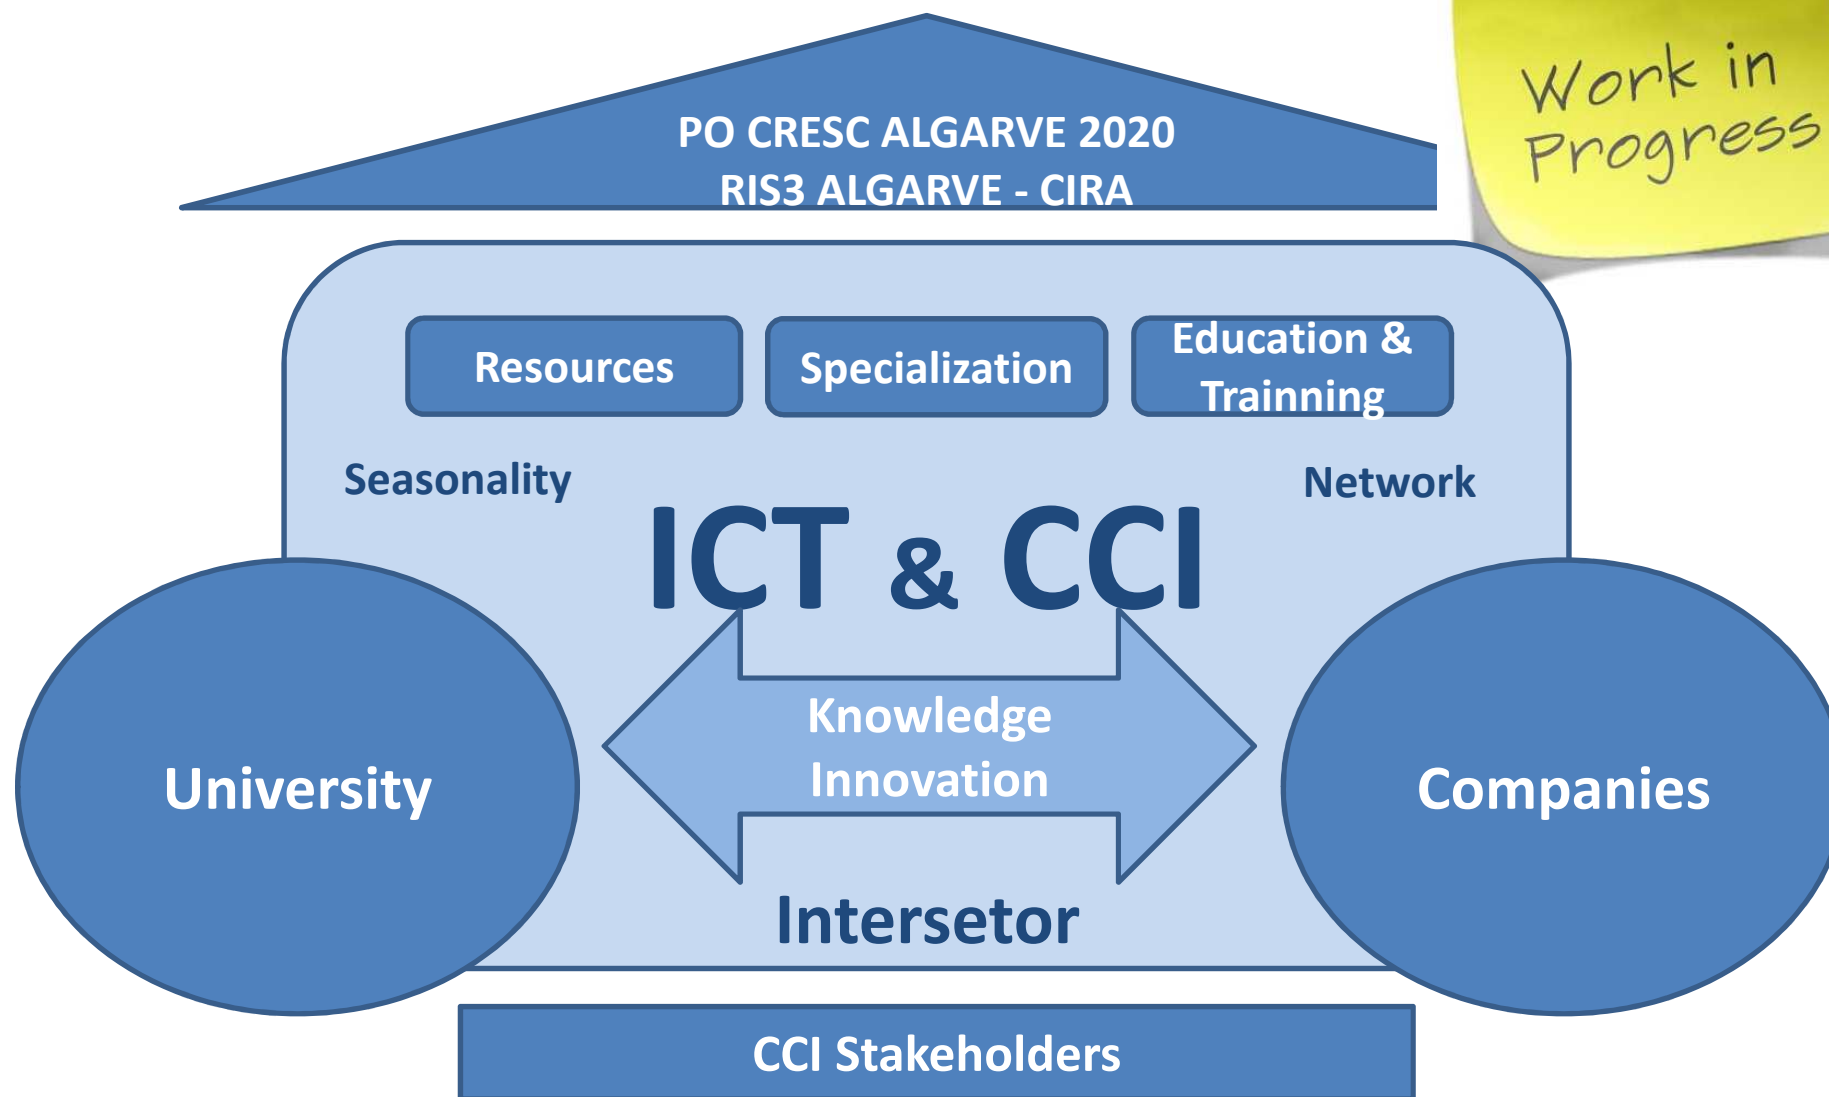 PO CRESC ALGARVE 2020
RIS3 ALGARVE - CIRA
Work in
Progress
Resources
Specialization
Education &
Trainning
Seasonality
Network
ICT & CCI
Knowledge
Innovation
University
Companies
Intersetor
CCI Stakeholders